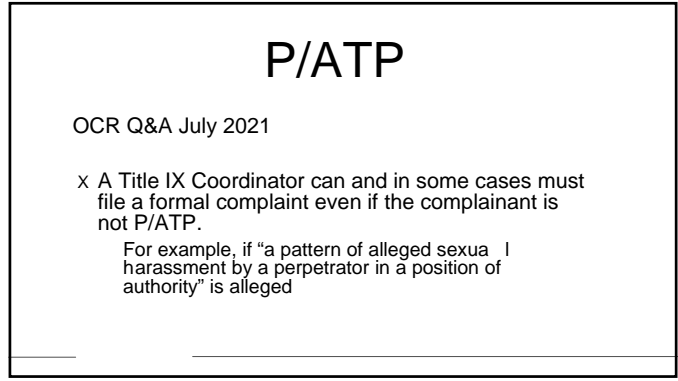 P/ATP
OCR Q&A July 2021
X A Title IX Coordinator can and in some cases must
file a formal complaint even if the complainant is
not P/ATP.
For example, if “a pattern of alleged sexua l
harassment by a perpetrator in a position of
authority” is alleged